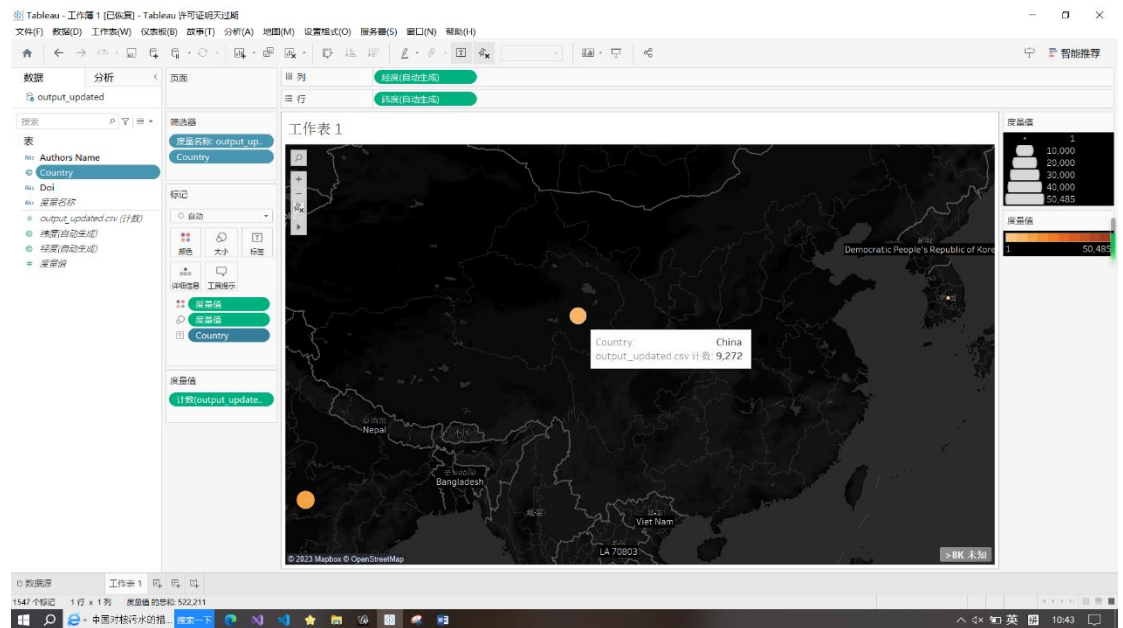 Tableau - 工作簿 1 [已恢复] - Tableau 许可证明天过期
文件(F) 数据(D) 工作表(W) 仪表板(B) 故事(T) 分析(A) 地图(M) 设置格式(O) 服务器(S) 窗口(N) 帮助(H)
智能推荐
数据 分析
output_updated
搜索
表
Abc Authors Name
Country
Abc Doi
Abc 度量名称
output_updated.csv (计数)
纬度(自动生成)
经度(自动生成)
度量值
页面
筛选器
度量名称: output_up..
Country
标记
自动
颜色 大小 标签
详细信息 工具提示
度量值
度量值
Country
度量值
计数(output_update..
列 经度(自动生成)
行 纬度(自动生成)
工作表 1
Democratic People's Republic of Kore
Country: China
output_updated.csv 计数: 9,272
Nepal
Bangladesh
Viet Nam
LA 70803
© 2023 Mapbox © OpenStreetMap
>8K 未知
度量值
1
10,000
20,000
30,000
40,000
50,485
度量值
1 50,485
数据源 工作表 1
1547 个标记 1 行 x 1 列 度量值的总和: 522,211
中国对核污水的措... 搜索一下
英 10:43